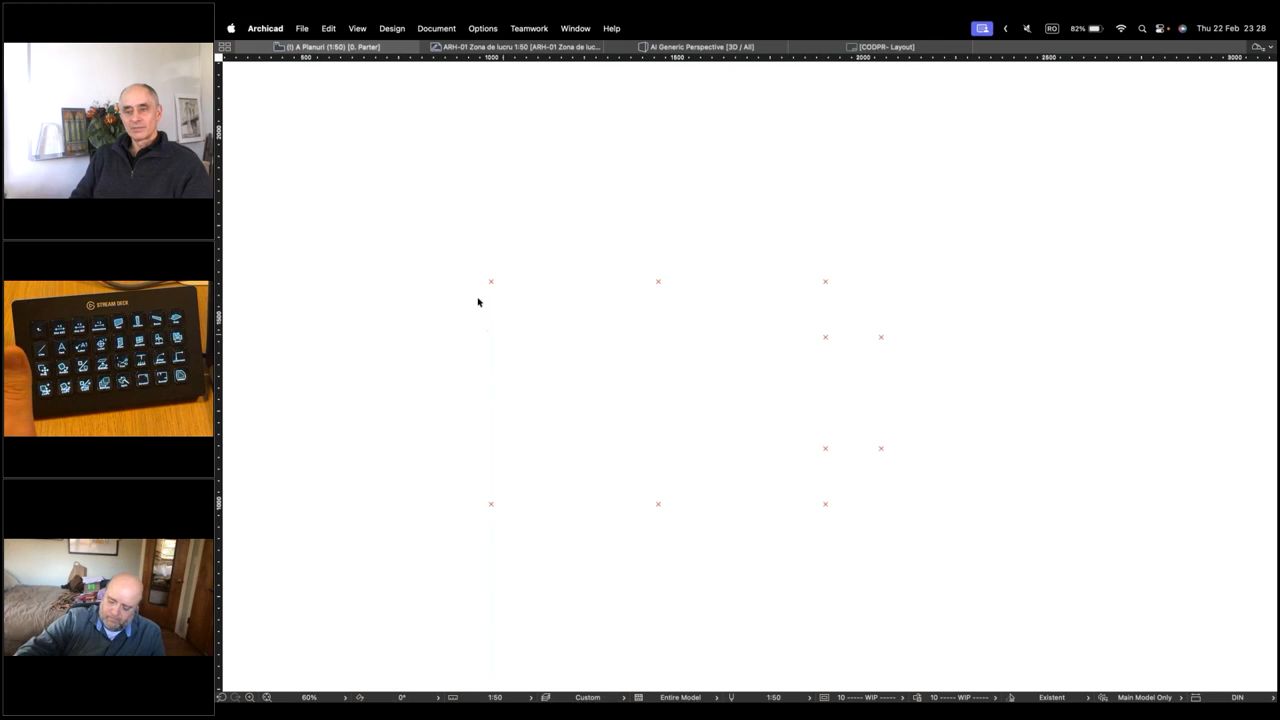 Archicad File Edit View Design Document Options Teamwork Window Help RO 82% Thu 22 Feb 23 28
(!) A Planuri (1:50) [0. Parter] ARH-01 Zona de lucru 1:50 [ARH-01 Zona de luc... AI Generic Perspective [3D / All] [CODPR- Layout]
500 1000 1500 2000 2500 3000
2000
1500
1000
STREAM DECK
60% 0° 1:50 Custom Entire Model 1:50 10 ----- WIP -- 10 ----- WIP -- Existent Main Model Only DIN